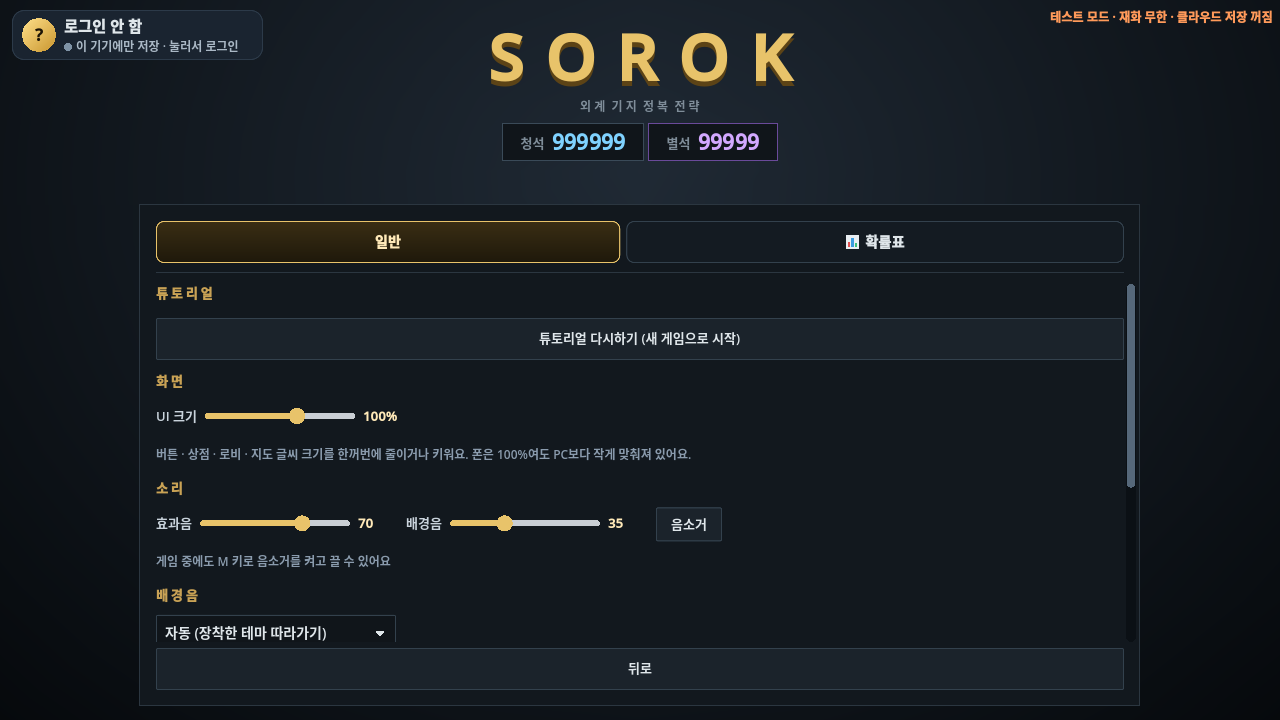 ?
로그인 안 함
이 기기에만 저장 · 눌러서 로그인
테스트 모드 · 재화 무한 · 클라우드 저장 꺼짐
SOROK
외계 기지 정복 전략
청석 999999
별석 99999
일반
확률표
튜토리얼
튜토리얼 다시하기 (새 게임으로 시작)
화면
UI 크기 100%
버튼 · 상점 · 로비 · 지도 글씨 크기를 한꺼번에 줄이거나 키워요. 폰은 100%여도 PC보다 작게 맞춰져 있어요.
소리
효과음 70 배경음 35 음소거
게임 중에도 M 키로 음소거를 켜고 끌 수 있어요
배경음
자동 (장착한 테마 따라가기)
뒤로